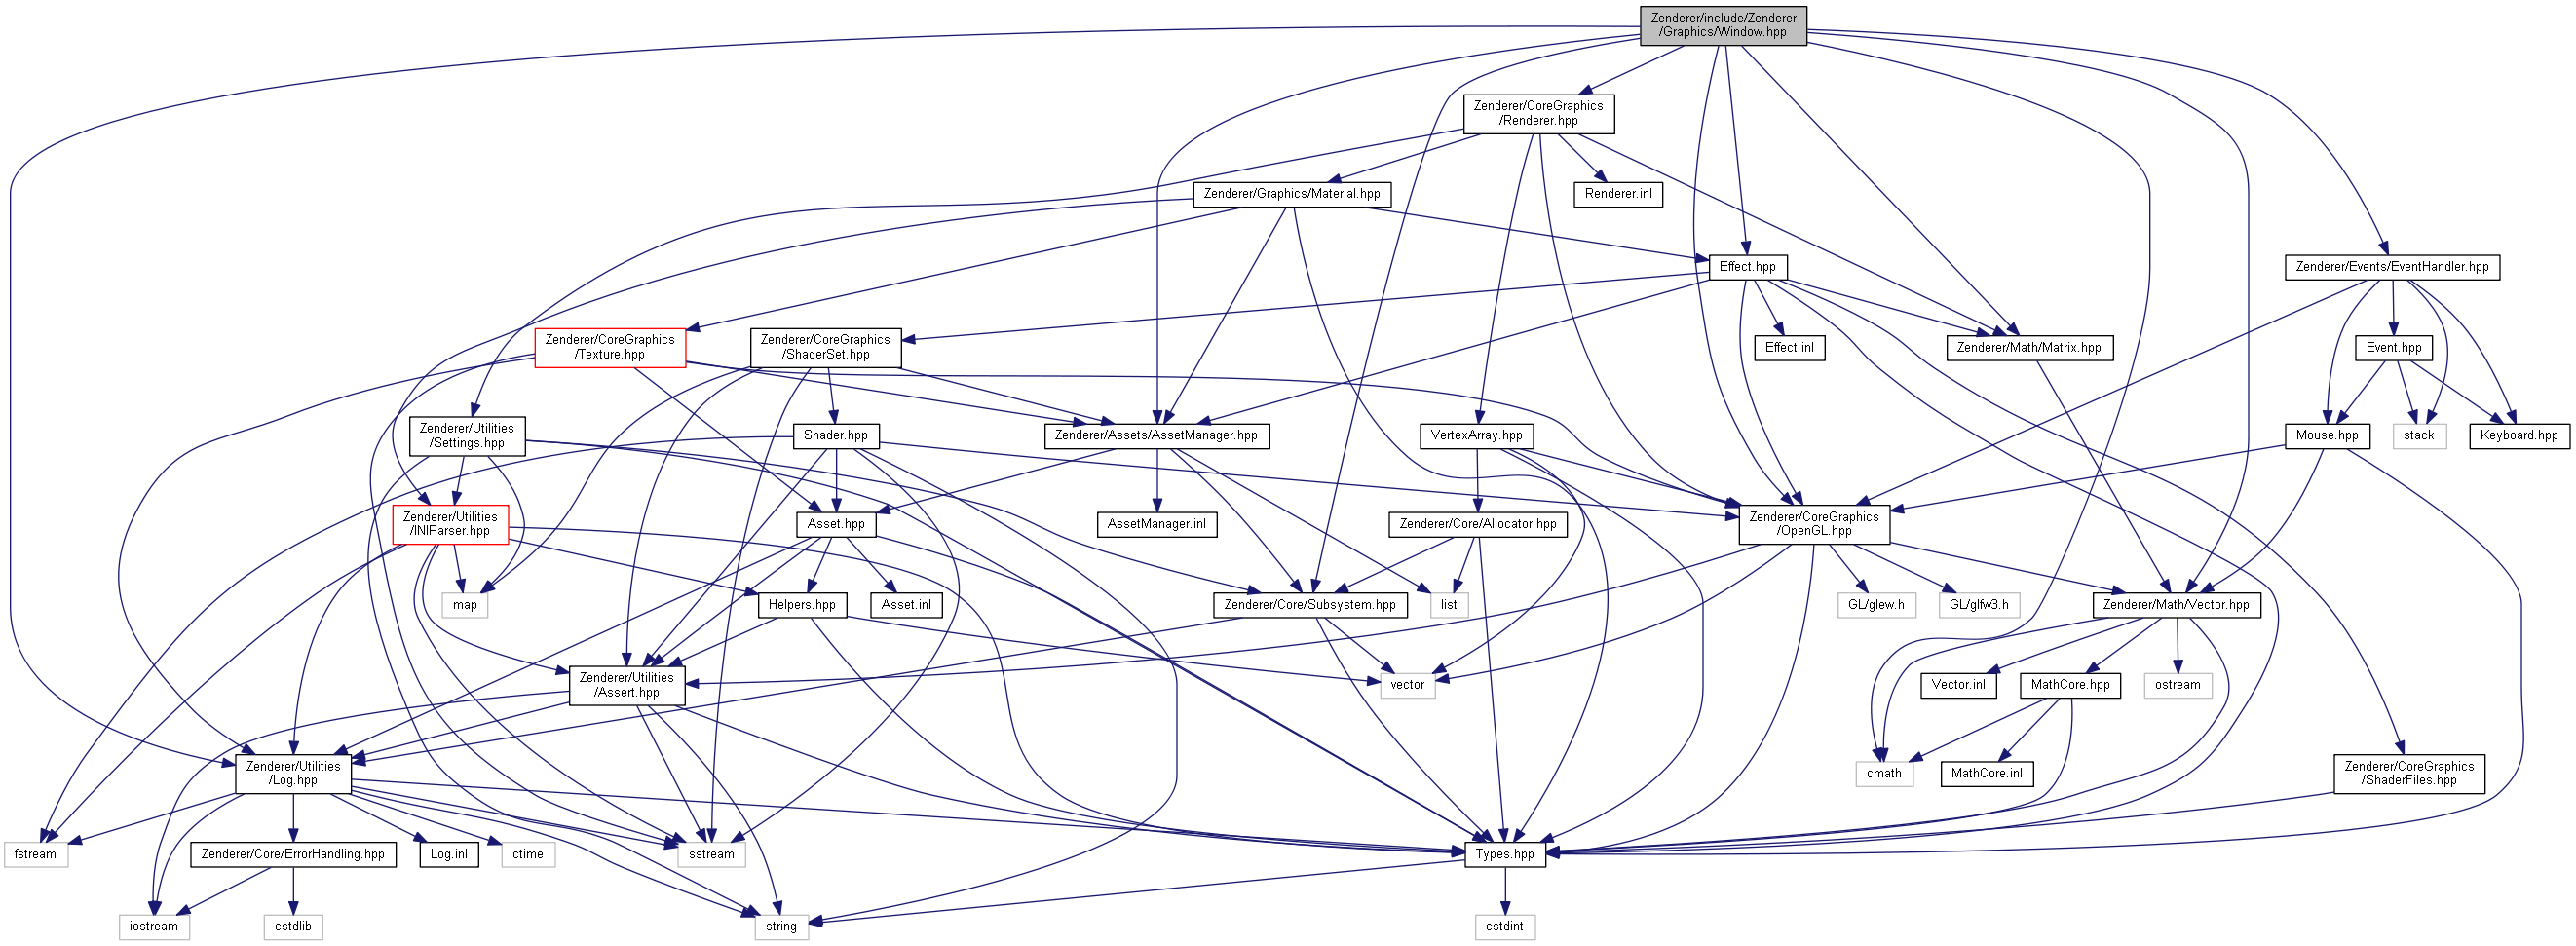 Zenderer/include/Zenderer
/Graphics/Window.hpp
Zenderer/CoreGraphics
/Renderer.hpp
Zenderer/Graphics/Material.hpp
Renderer.inl
Effect.hpp
Zenderer/Events/EventHandler.hpp
Zenderer/CoreGraphics
/Texture.hpp
Zenderer/CoreGraphics
/ShaderSet.hpp
Effect.inl
Zenderer/Math/Matrix.hpp
Event.hpp
Zenderer/Utilities
/Settings.hpp
Shader.hpp
Zenderer/Assets/AssetManager.hpp
VertexArray.hpp
Mouse.hpp
stack
Keyboard.hpp
Zenderer/Utilities
/INIParser.hpp
Asset.hpp
AssetManager.inl
Zenderer/Core/Allocator.hpp
Zenderer/CoreGraphics
/OpenGL.hpp
map
Helpers.hpp
Asset.inl
Zenderer/Core/Subsystem.hpp
list
GL/glew.h
GL/glfw3.h
Zenderer/Math/Vector.hpp
Zenderer/Utilities
/Assert.hpp
vector
Vector.inl
MathCore.hpp
ostream
Zenderer/Utilities
/Log.hpp
cmath
MathCore.inl
Zenderer/CoreGraphics
/ShaderFiles.hpp
fstream
Zenderer/Core/ErrorHandling.hpp
Log.inl
ctime
sstream
Types.hpp
iostream
cstdlib
string
cstdint